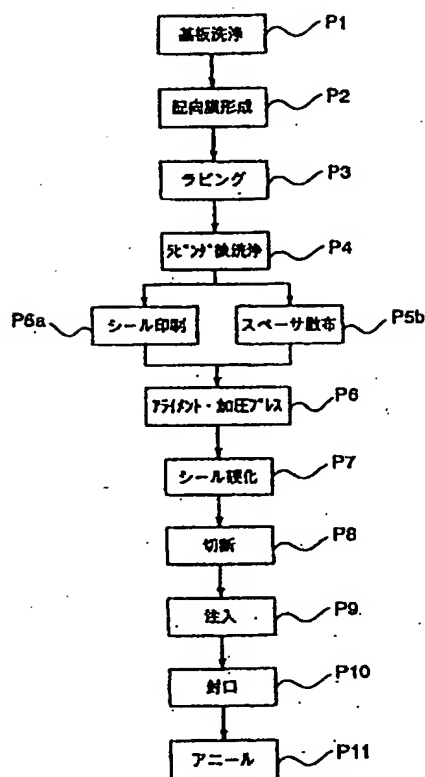 基板洗浄 P1
配向膜形成 P2
ラビング P3
ラビング後洗浄 P4
P5a シール印刷 スペーサ散布 P5b
アライメント・加圧プレス P6
シール硬化 P7
切断 P8
注入 P9
封口 P10
アニール P11